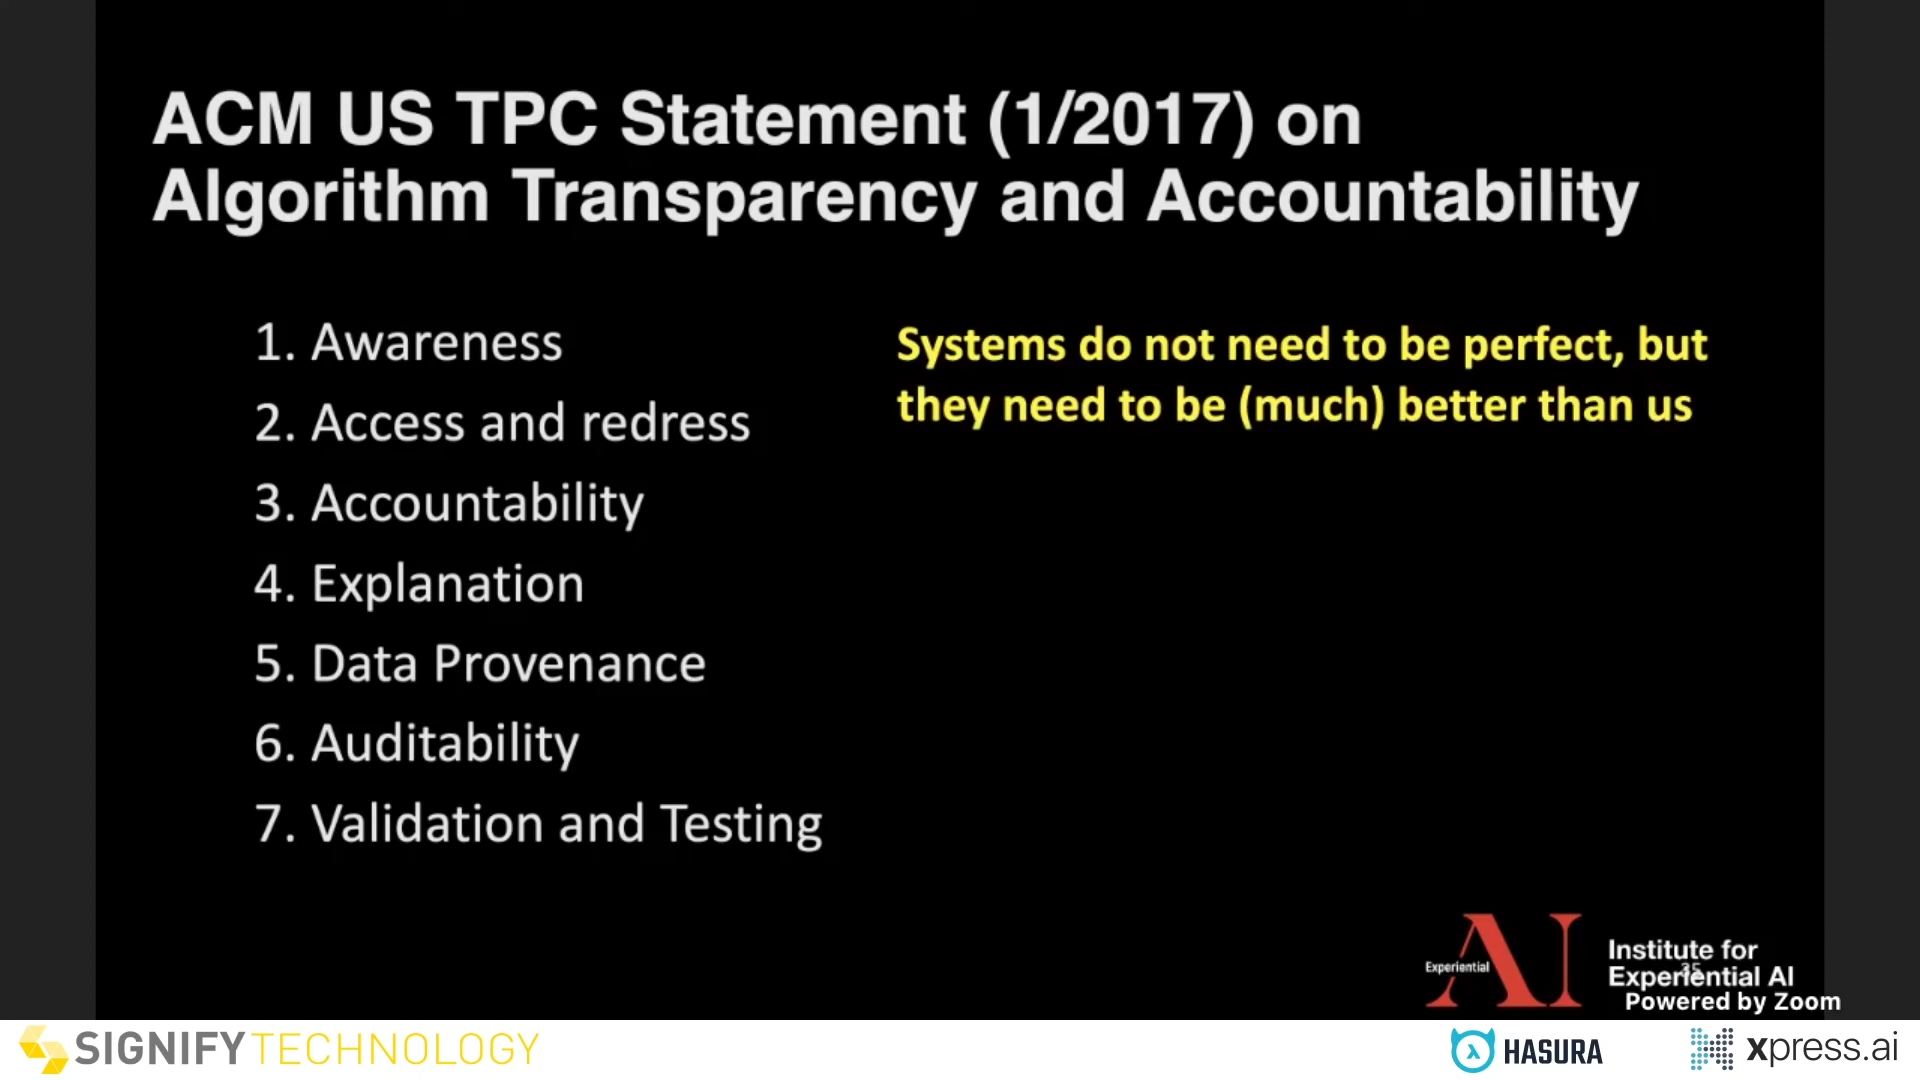 ACM US TPC Statement (1/2017) on
Algorithm Transparency and Accountability
1. Awareness
2. Access and redress
3. Accountability
4. Explanation
5. Data Provenance
6. Auditability
7. Validation and Testing
Systems do not need to be perfect, but
they need to be (much) better than us
Experiential
AI
Institute for
Experiential AI
35
Powered by Zoom
SIGNIFY TECHNOLOGY
HASURA
xpress.ai